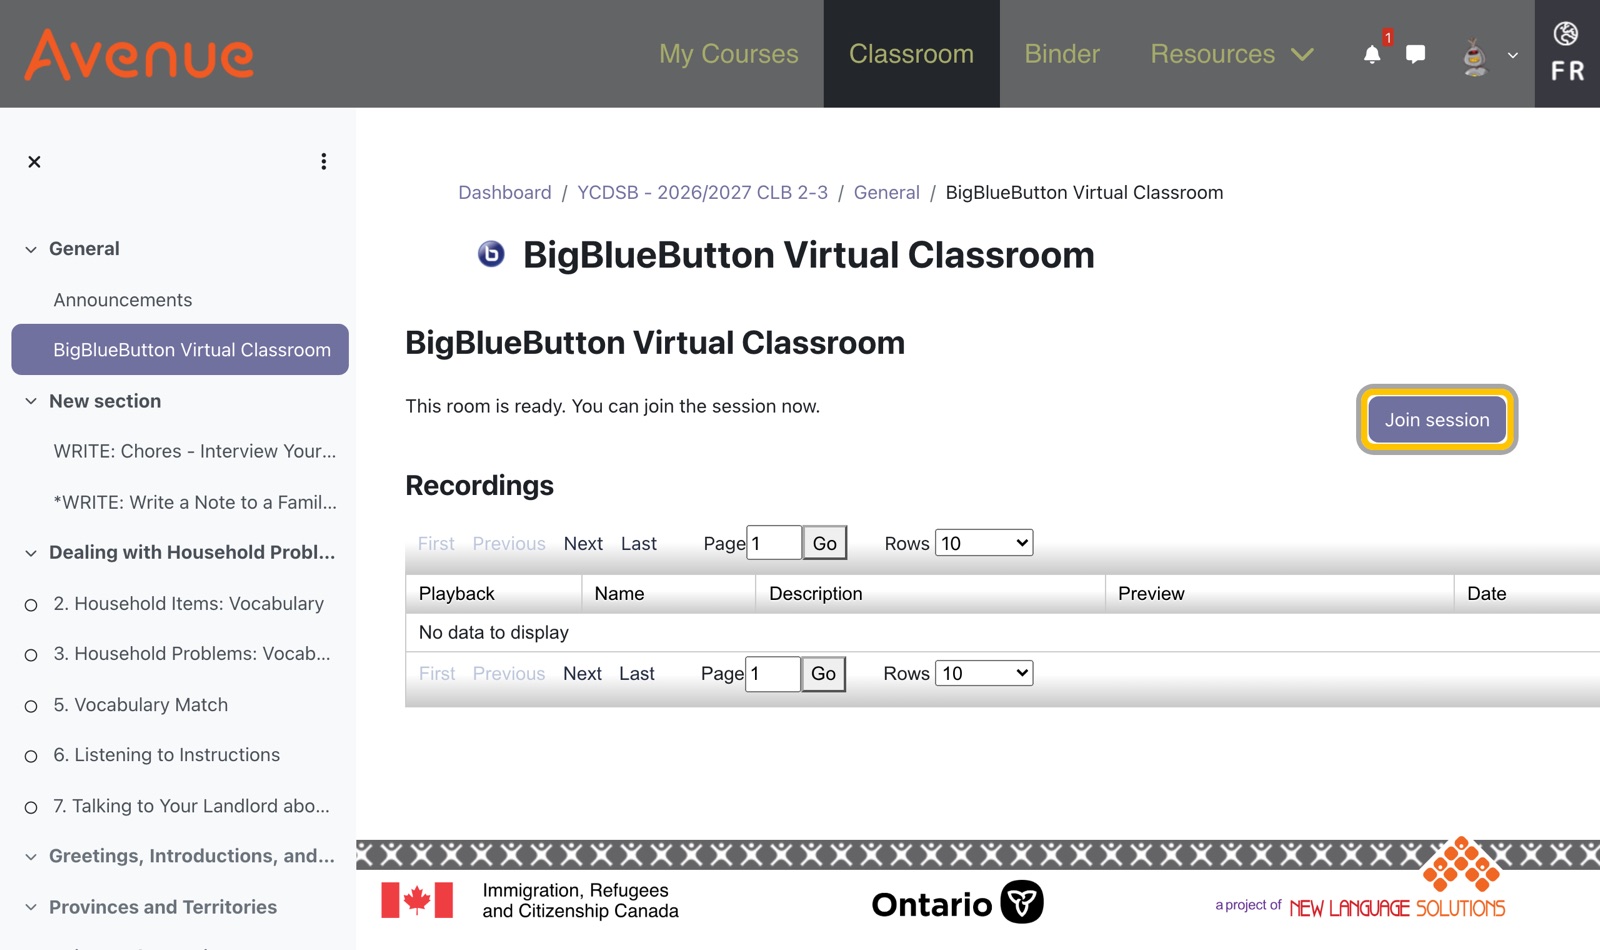 Avenue
My Courses
Classroom
Binder
Resources
1
FR
General
Announcements
BigBlueButton Virtual Classroom
New section
WRITE: Chores - Interview Your...
*WRITE: Write a Note to a Famil...
Dealing with Household Probl...
2. Household Items: Vocabulary
3. Household Problems: Vocab...
5. Vocabulary Match
6. Listening to Instructions
7. Talking to Your Landlord abo...
Greetings, Introductions, and...
Provinces and Territories
Dashboard / YCDSB - 2026/2027 CLB 2-3 / General / BigBlueButton Virtual Classroom
b BigBlueButton Virtual Classroom
BigBlueButton Virtual Classroom
This room is ready. You can join the session now.
Join session
Recordings
First Previous Next Last Page 1 Go Rows 10
Playback Name Description Preview Date
No data to display
First Previous Next Last Page 1 Go Rows 10
Immigration, Refugees
and Citizenship Canada
Ontario
a project of NEW LANGUAGE SOLUTIONS